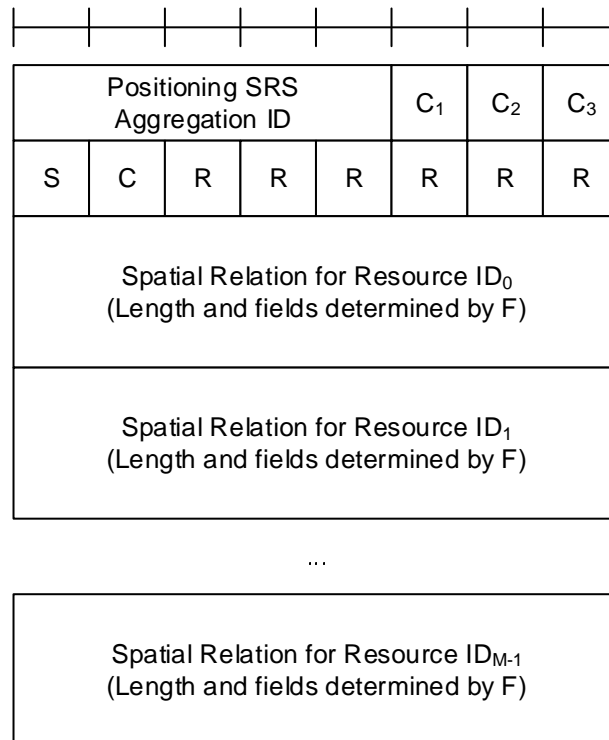 Positioning SRS
Aggregation ID
C₁ C₂ C₃
S C R R R R R R
Spatial Relation for Resource ID₀
(Length and fields determined by F)
Spatial Relation for Resource ID₁
(Length and fields determined by F)
...
Spatial Relation for Resource ID₍M-1₎
(Length and fields determined by F)